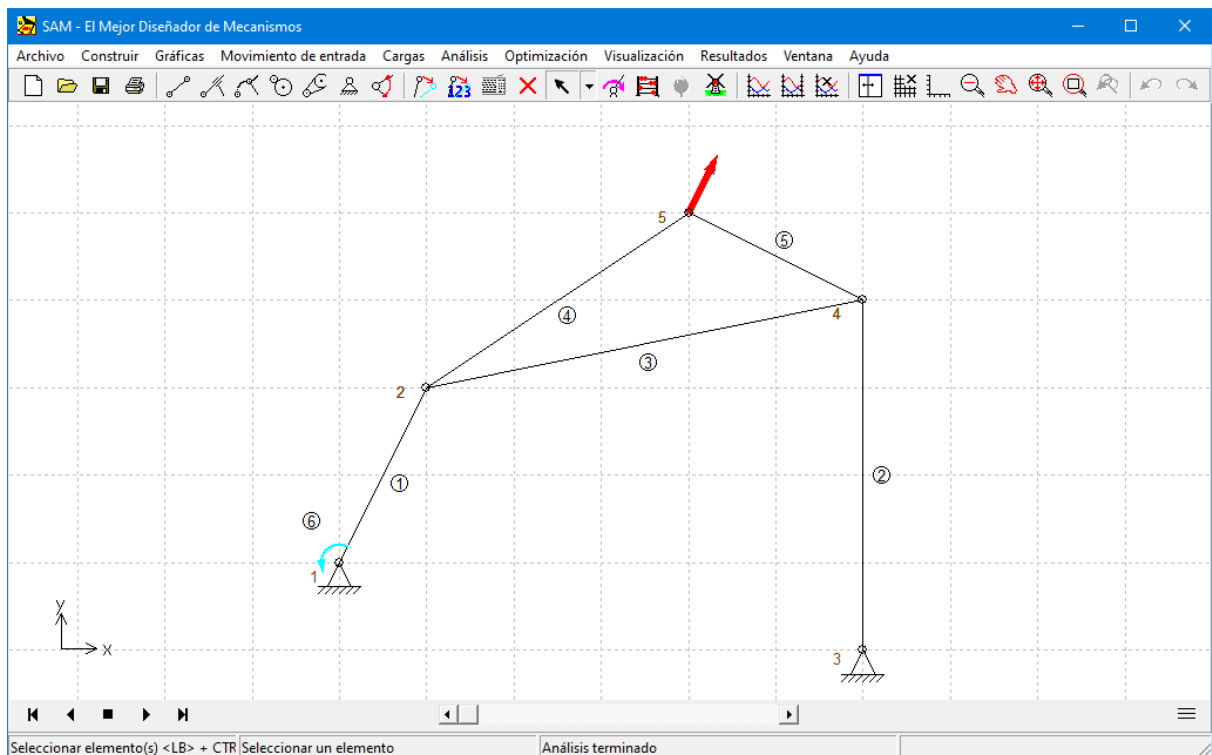 SAM - El Mejor Diseñador de Mecanismos
Archivo Construir Gráficas Movimiento de entrada Cargas Análisis Optimización Visualización Resultados Ventana Ayuda
123
5
⑤
4
④
③
2
①
②
⑥
1
y
x
3
Seleccionar elemento(s) <LB> + CTR Seleccionar un elemento Análisis terminado